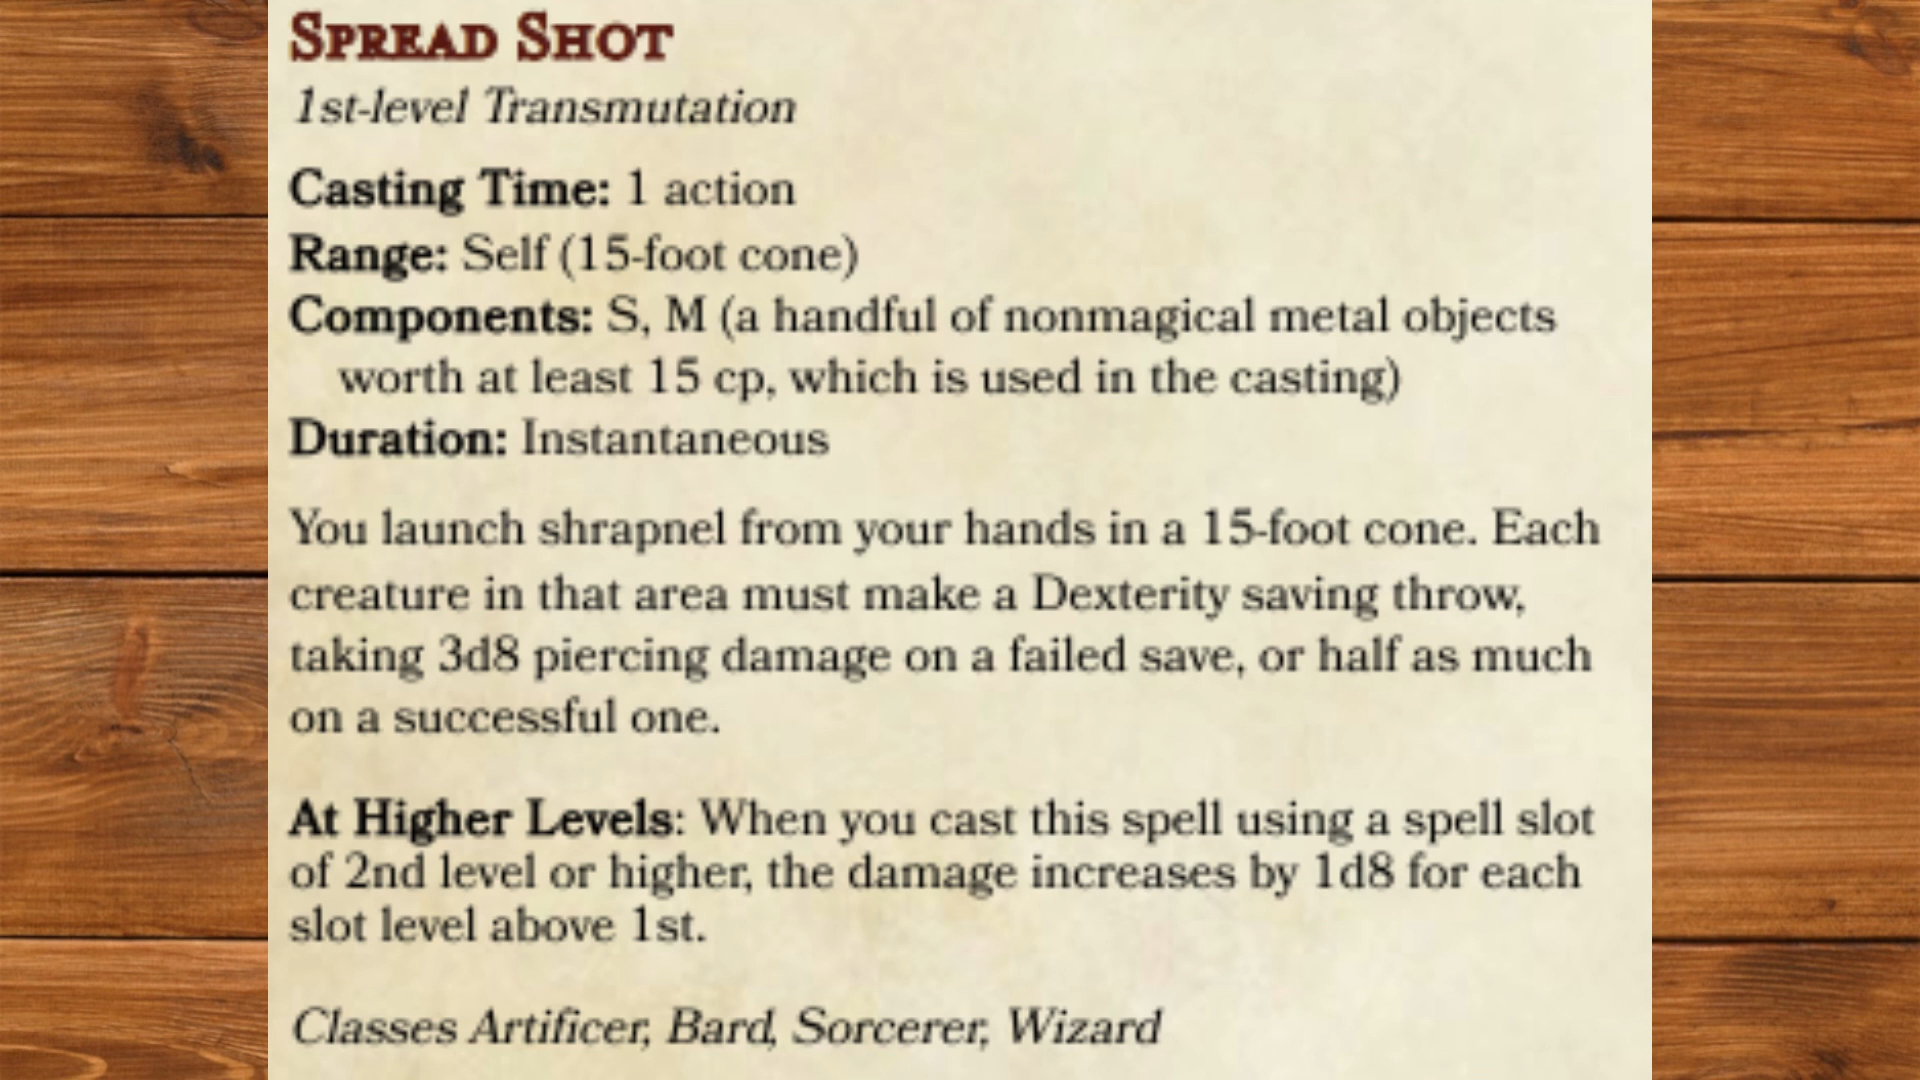 Spread Shot
1st-level Transmutation
Casting Time: 1 action
Range: Self (15-foot cone)
Components: S, M (a handful of nonmagical metal objects
worth at least 15 cp, which is used in the casting)
Duration: Instantaneous
You launch shrapnel from your hands in a 15-foot cone. Each
creature in that area must make a Dexterity saving throw,
taking 3d8 piercing damage on a failed save, or half as much
on a successful one.
At Higher Levels: When you cast this spell using a spell slot
of 2nd level or higher, the damage increases by 1d8 for each
slot level above 1st.
Classes Artificer, Bard, Sorcerer, Wizard